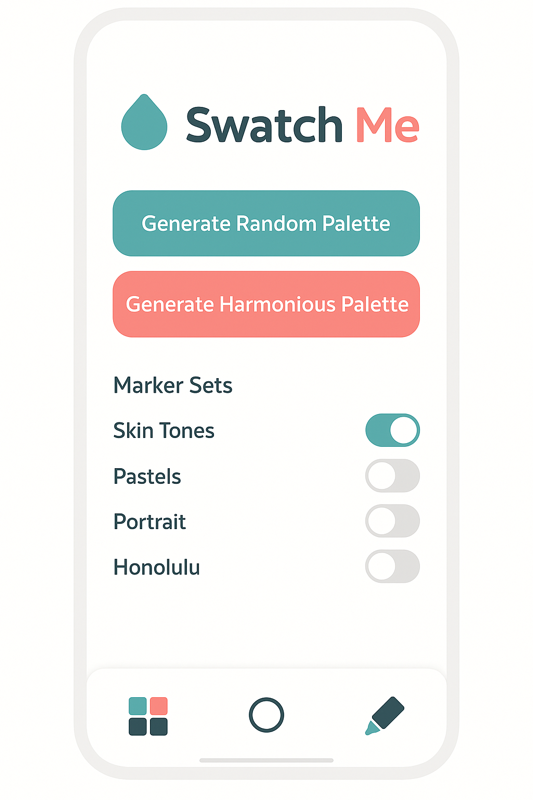 Swatch Me
Generate Random Palette
Generate Harmonious Palette
Marker Sets
Skin Tones
Pastels
Portrait
Honolulu